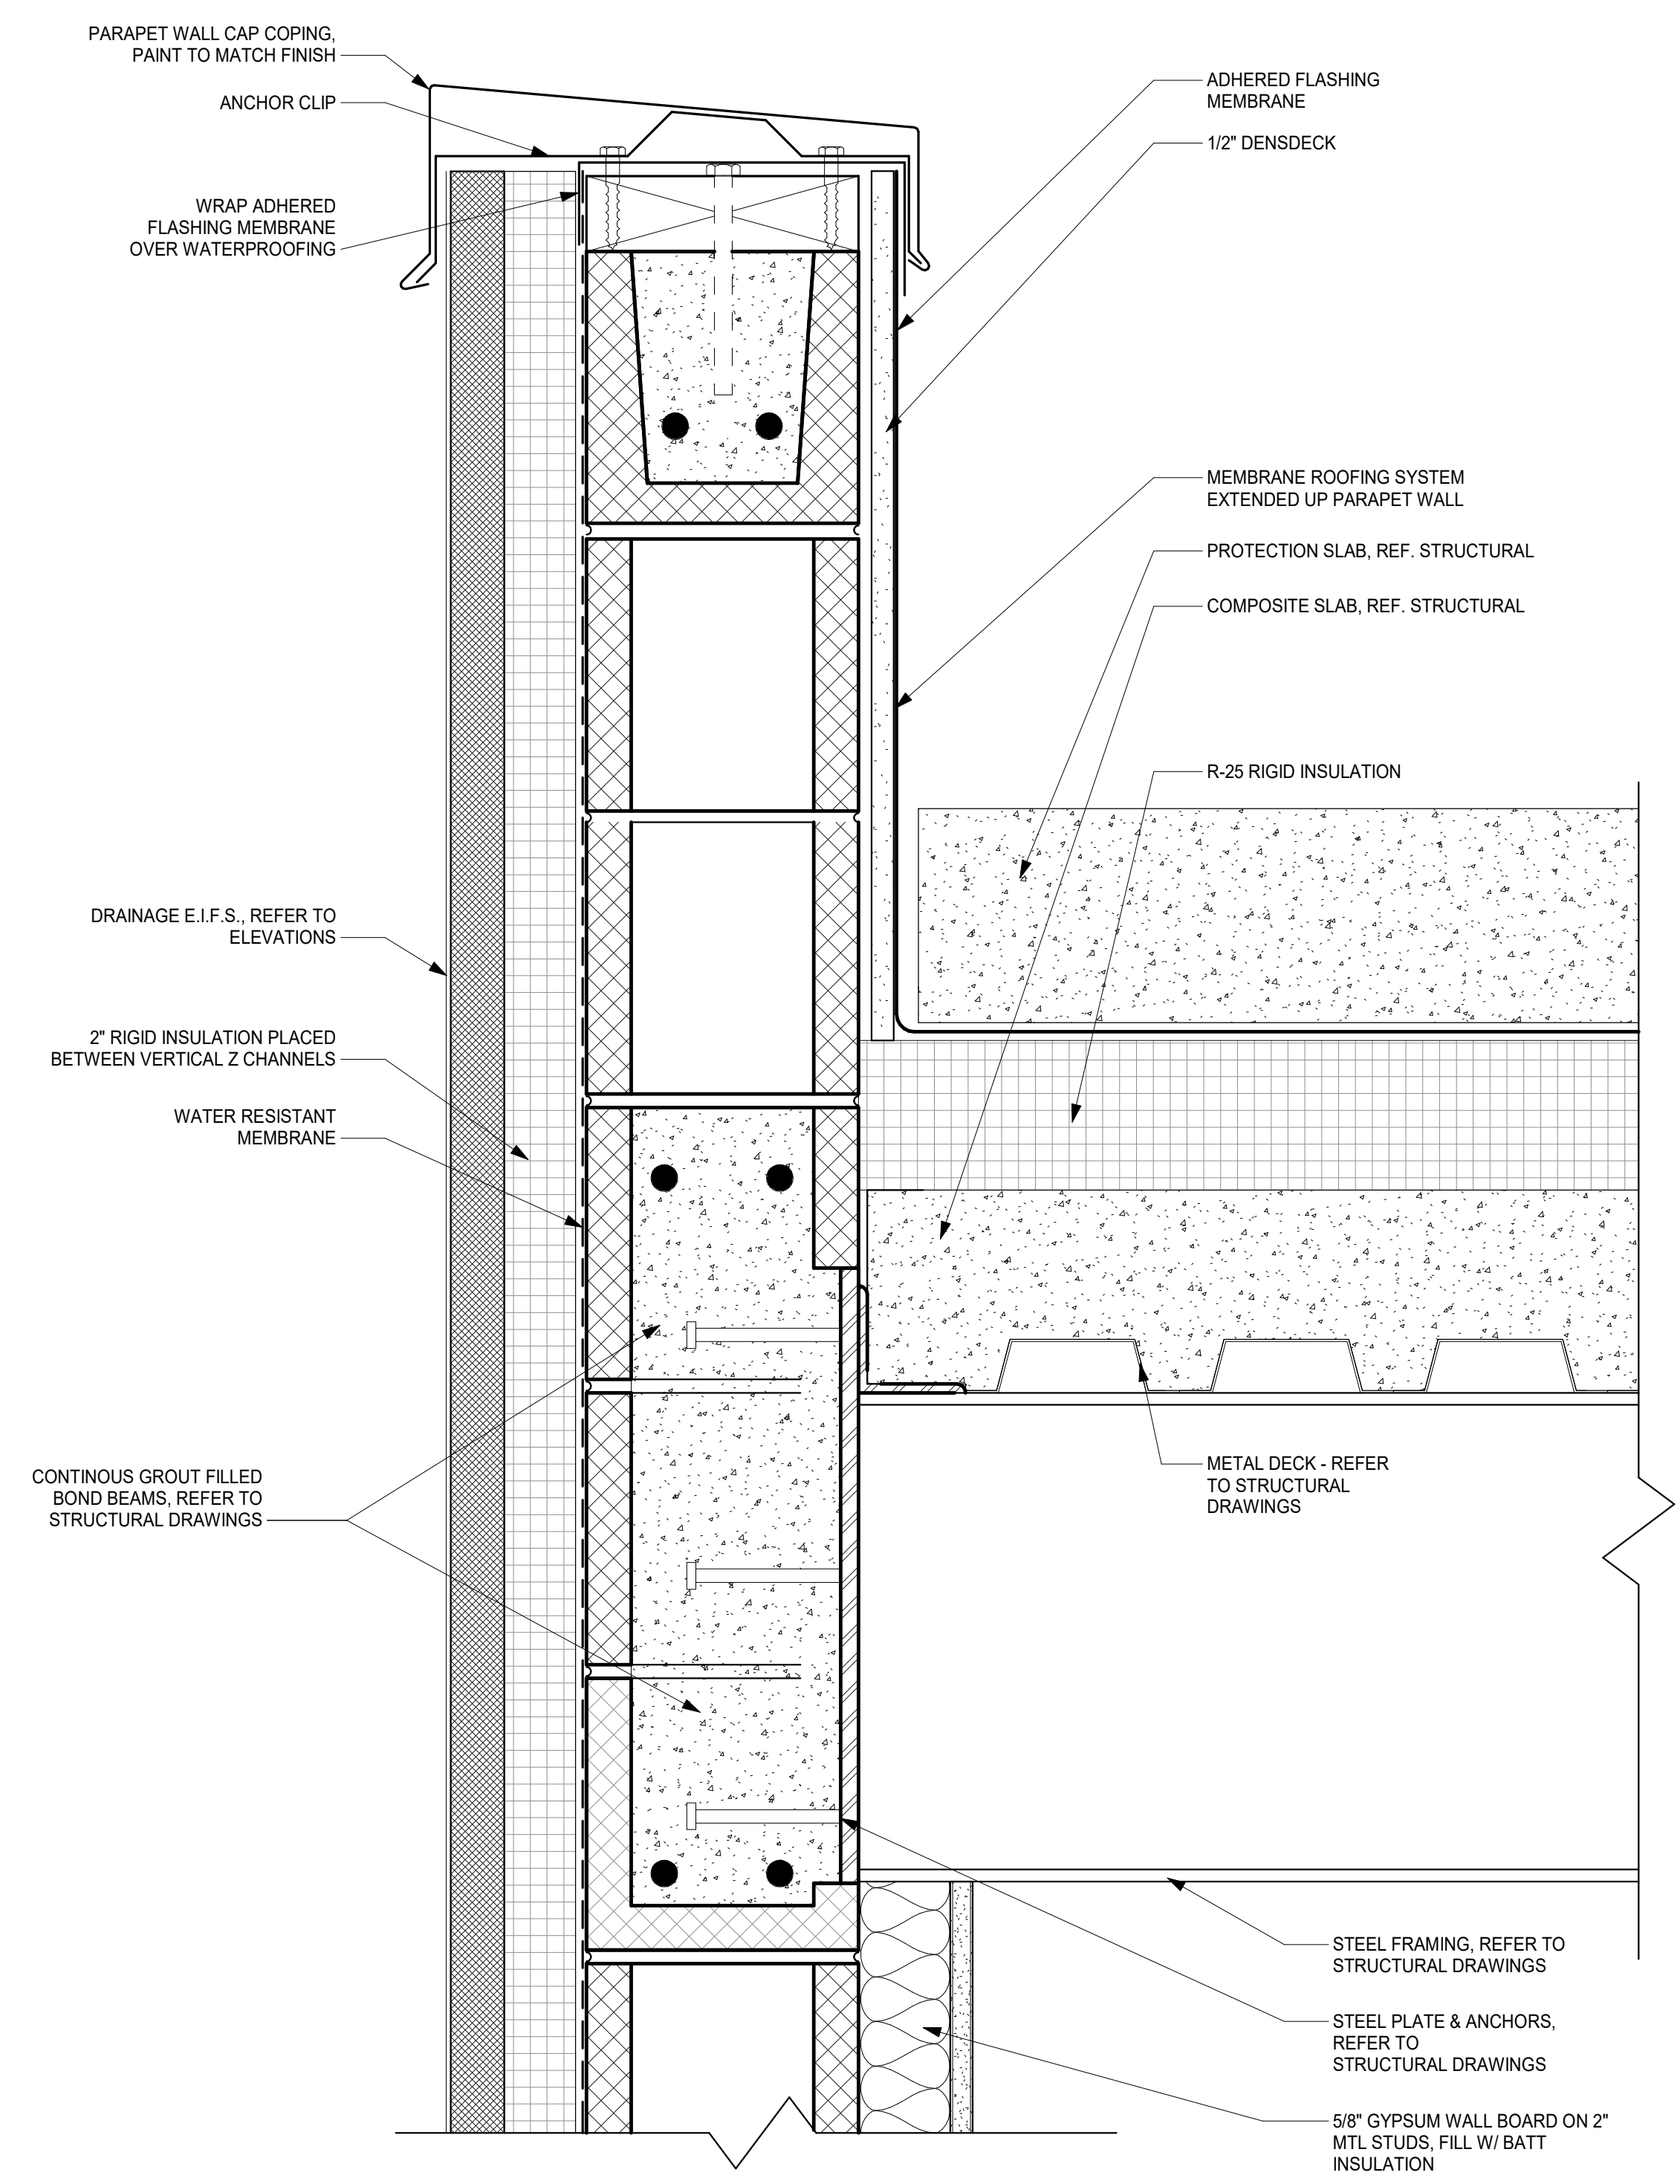 PARAPET WALL CAP COPING,
PAINT TO MATCH FINISH
ANCHOR CLIP
WRAP ADHERED
FLASHING MEMBRANE
OVER WATERPROOFING
DRAINAGE E.I.F.S., REFER TO
ELEVATIONS
2" RIGID INSULATION PLACED
BETWEEN VERTICAL Z CHANNELS
WATER RESISTANT
MEMBRANE
CONTINOUS GROUT FILLED
BOND BEAMS, REFER TO
STRUCTURAL DRAWINGS
ADHERED FLASHING
MEMBRANE
1/2" DENSDECK
MEMBRANE ROOFING SYSTEM
EXTENDED UP PARAPET WALL
PROTECTION SLAB, REF. STRUCTURAL
COMPOSITE SLAB, REF. STRUCTURAL
R-25 RIGID INSULATION
METAL DECK - REFER
TO STRUCTURAL
DRAWINGS
STEEL FRAMING, REFER TO
STRUCTURAL DRAWINGS
STEEL PLATE & ANCHORS,
REFER TO
STRUCTURAL DRAWINGS
5/8" GYPSUM WALL BOARD ON 2"
MTL STUDS, FILL W/ BATT
INSULATION